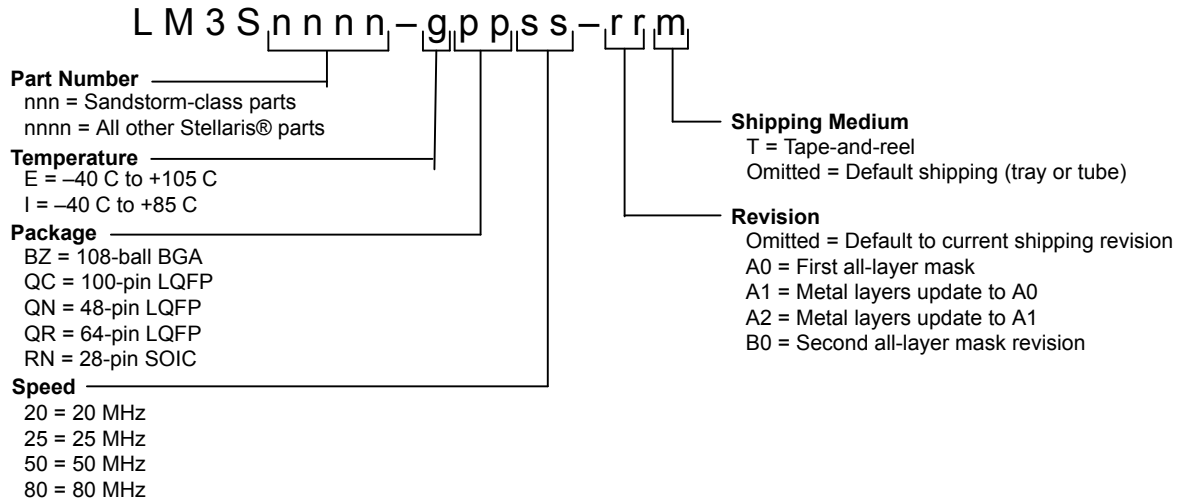 LM3Snnnn–gppss–rrm
Part Number
nnn = Sandstorm-class parts
nnnn = All other Stellaris® parts
Temperature
E = –40 C to +105 C
I = –40 C to +85 C
Package
BZ = 108-ball BGA
QC = 100-pin LQFP
QN = 48-pin LQFP
QR = 64-pin LQFP
RN = 28-pin SOIC
Speed
20 = 20 MHz
25 = 25 MHz
50 = 50 MHz
80 = 80 MHz
Shipping Medium
T = Tape-and-reel
Omitted = Default shipping (tray or tube)
Revision
Omitted = Default to current shipping revision
A0 = First all-layer mask
A1 = Metal layers update to A0
A2 = Metal layers update to A1
B0 = Second all-layer mask revision